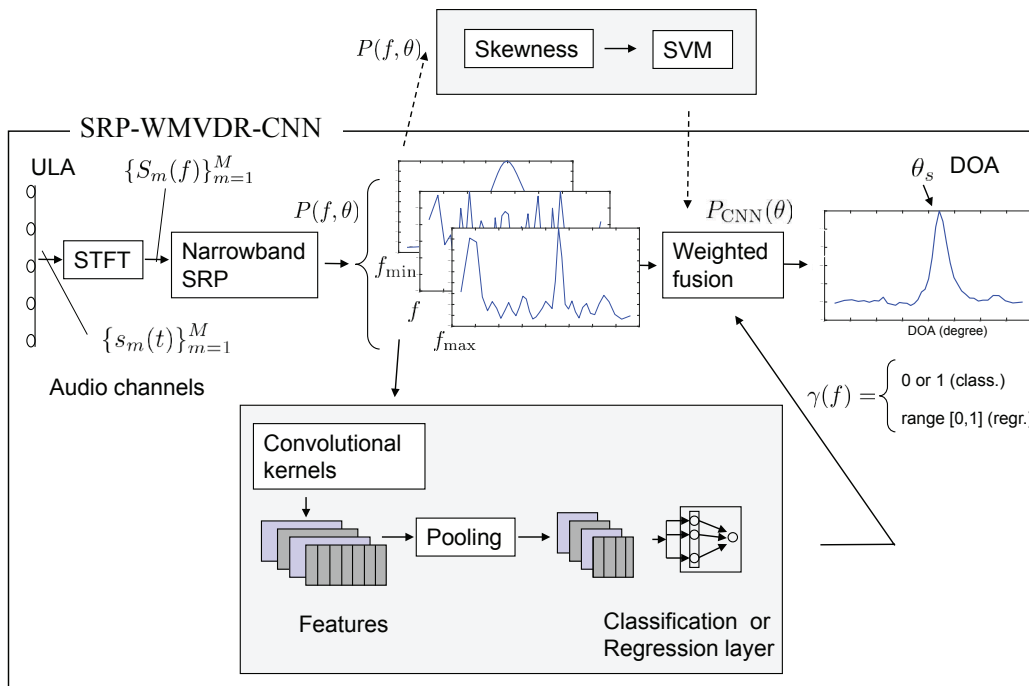 P(f, θ)
Skewness
SVM
SRP-WMVDR-CNN
ULA
{S_m(f)}_{m=1}^{M}
P(f, θ)
STFT
Narrowband
SRP
f_min
f
f_max
{s_m(t)}_{m=1}^{M}
Audio channels
P_CNN(θ)
Weighted
fusion
θ_s
DOA
DOA (degree)
γ(f) =
0 or 1 (class.)
range [0,1] (regr.)
Convolutional
kernels
Pooling
Features
Classification or
Regression layer